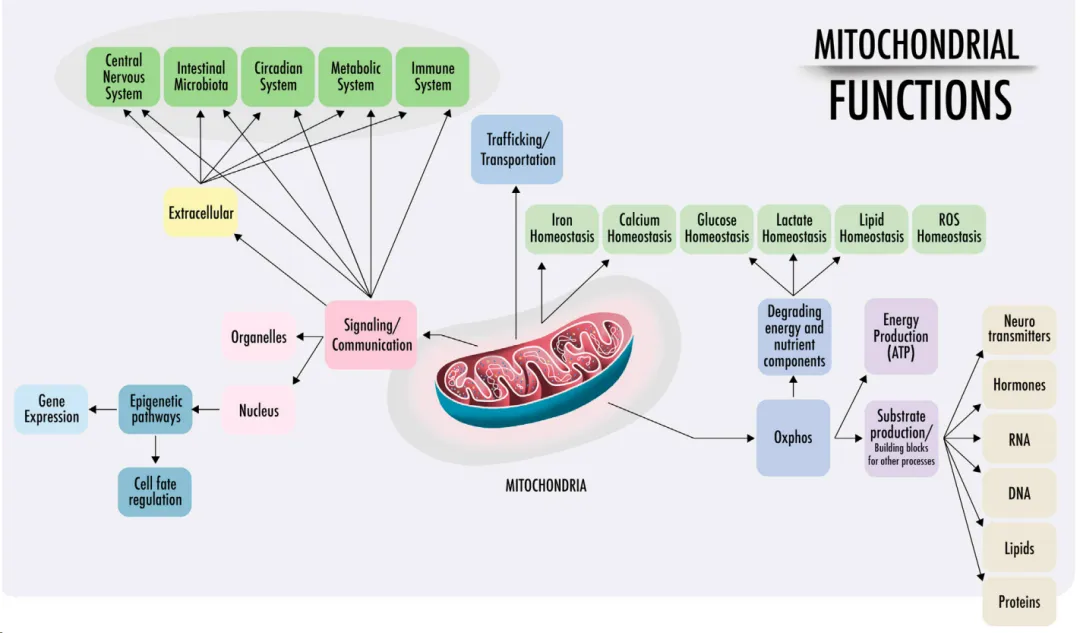 MITOCHONDRIAL
FUNCTIONS
Central
Nervous
System
Intestinal
Microbiota
Circadian
System
Metabolic
System
Immune
System
Trafficking/
Transportation
Extracellular
Iron
Homeostasis
Calcium
Homeostasis
Glucose
Homeostasis
Lactate
Homeostasis
Lipid
Homeostasis
ROS
Homeostasis
Organelles
Signaling/
Communication
Degrading
energy and
nutrient
components
Energy
Production
(ATP)
Neuro
transmitters
Hormones
Gene
Expression
Epigenetic
pathways
Nucleus
Oxphos
Substrate
production/
Building blocks
for other processes
RNA
DNA
Cell fate
regulation
MITOCHONDRIA
Lipids
Proteins